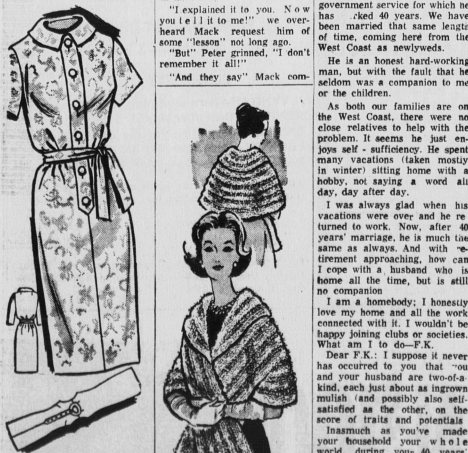 "I explained it to you. Now
you t e l l it to me!" we over-
heard Mack request him of
some "lesson" not long ago.
"But!" Peter grinned, "I don't
remember it all!"
"And they say" Mack com-
government service for which he
has .rked 40 years. We have
been married that same lengte
of time, coming here from the
West Coast as newlyweds.
He is an honest hard-working
man, but with the fault that he
seldom was a companion to me
or the children.
As both our families are on
the West Coast, there were no
close relatives to help with the
problem. It seems he just en-
joys self - sufficiency. He spent
many vacations (taken mostly
in winter) sitting home with a
hobby, not saying a word all
day, day after day.
I was always glad when his
vacations were over and he re
turned to work. Now, after 40
years' marriage, he is much the
same as always. And with re-
tirement approaching, how can
I cope with a husband who is
home all the time, but is still
no companion
I am a homebody; I honestly
love my home and all the work
connected with it. I wouldn't be
happy joining clubs or societies.
What am I to do—F.K.
Dear F.K.: I suppose it never
has occurred to you that you
and your husband are two-of-a-
kind, each just about as ingrown
mulish (and possibly also self-
satisfied as the other, on the
score of traits and potentials
Inasmuch as you've made
your household your w h o l e
world during your 40 years